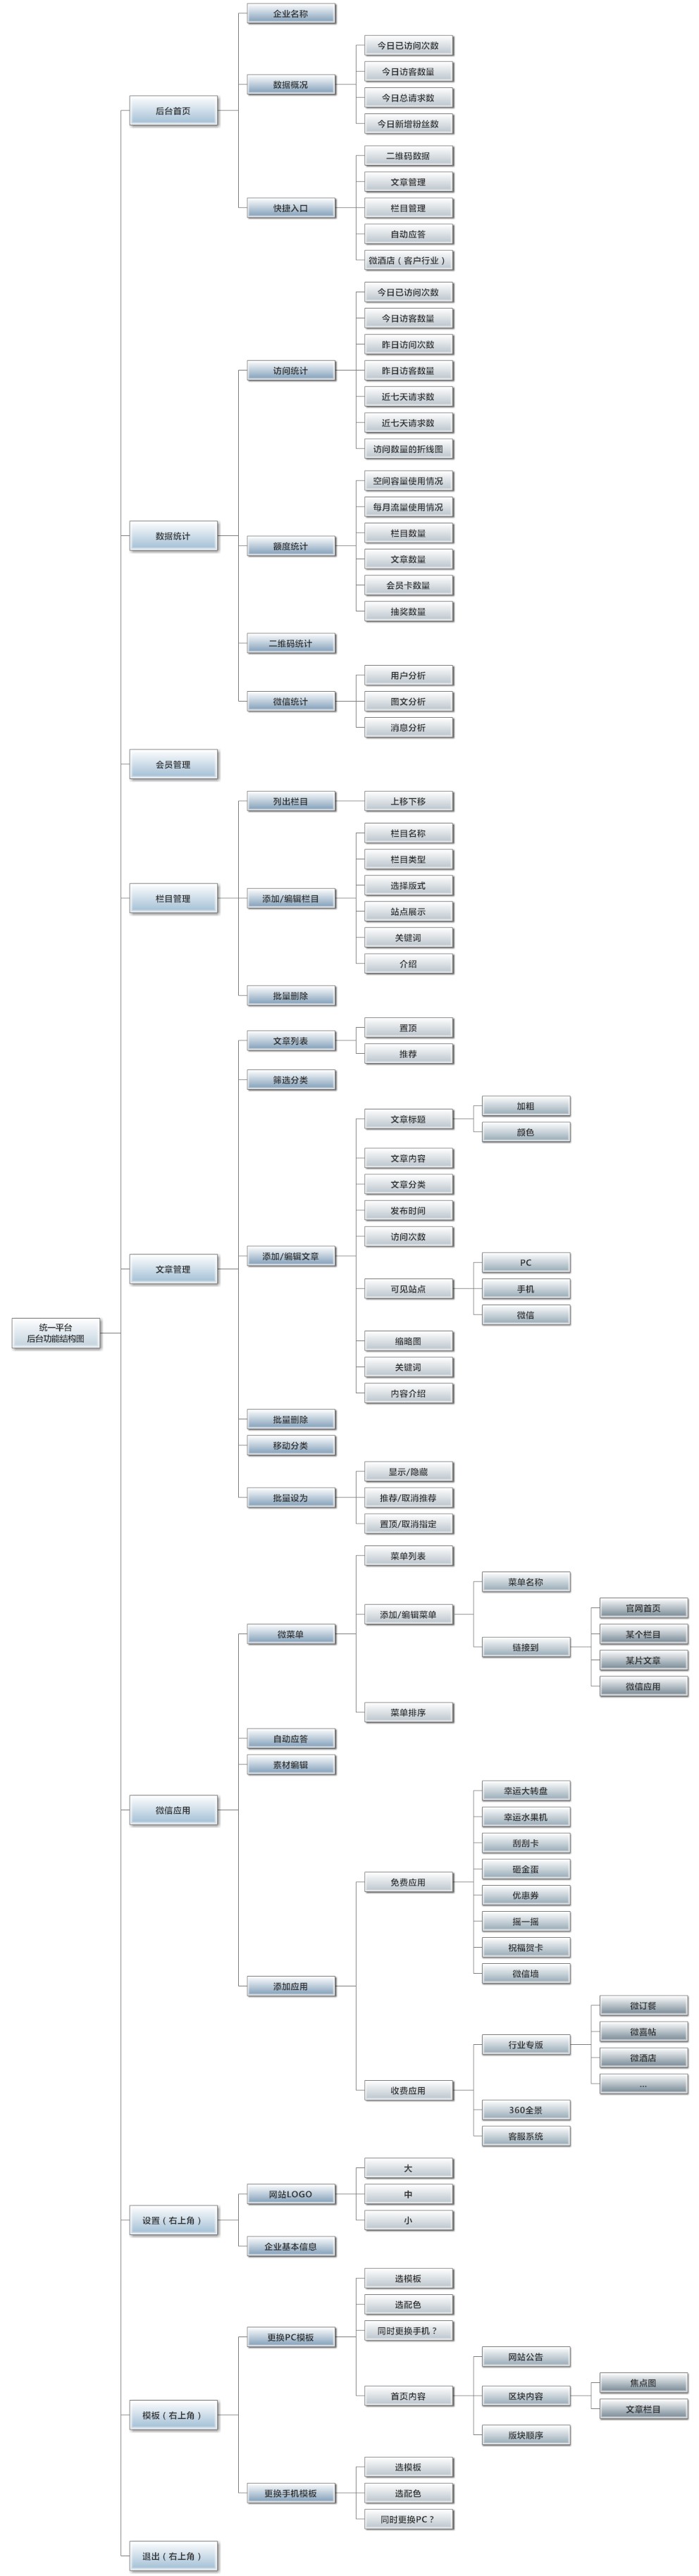 企业名称
今日已访问次数
今日访客数量
数据概况
今日总请求数
后台首页
今日新增粉丝数
二维码数据
文章管理
快捷入口
栏目管理
自动应答
微酒店（客户行业）
今日已访问次数
今日访客数量
昨日访问次数
访问统计
昨日访客数量
近七天请求数
近七天请求数
访问数量的折线图
空间容量使用情况
每月流量使用情况
数据统计
栏目数量
额度统计
文章数量
会员卡数量
抽奖数量
二维码统计
用户分析
微信统计
图文分析
消息分析
会员管理
列出栏目
上移下移
栏目名称
栏目类型
选择版式
栏目管理
添加/编辑栏目
站点展示
关键词
介绍
批量删除
置顶
文章列表
推荐
筛选分类
加粗
文章标题
颜色
文章内容
文章分类
发布时间
访问次数
添加/编辑文章
PC
文章管理
可见站点
手机
微信
统一平台
后台功能结构图
缩略图
关键词
内容介绍
批量删除
移动分类
显示/隐藏
批量设为
推荐/取消推荐
置顶/取消指定
菜单列表
菜单名称
官网首页
添加/编辑菜单
微菜单
某个栏目
链接到
某片文章
微信应用
菜单排序
自动应答
素材编辑
幸运大转盘
微信应用
幸运水果机
刮刮卡
砸金蛋
免费应用
优惠券
摇一摇
祝福贺卡
微信墙
添加应用
微订餐
微喜帖
行业专版
微酒店
...
收费应用
360全景
客服系统
大
网站LOGO
中
设置（右上角）
小
企业基本信息
选模板
选配色
同时更换手机？
更换PC模板
网站公告
焦点图
首页内容
区块内容
模板（右上角）
文章栏目
版块顺序
选模板
更换手机模板
选配色
同时更换PC？
退出（右上角）